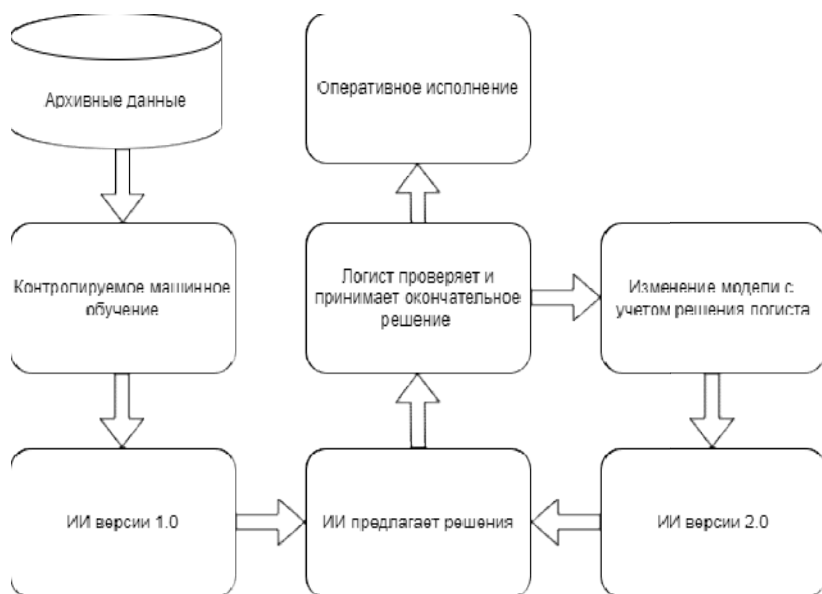 Архивные данные
Оперативное исполнение
Контролируемое машинное
обучение
Логист проверяет и
принимает окончательное
решение
Изменение модели с
учетом решения логиста
ИИ версии 1.0
ИИ предлагает решения
ИИ версии 2.0